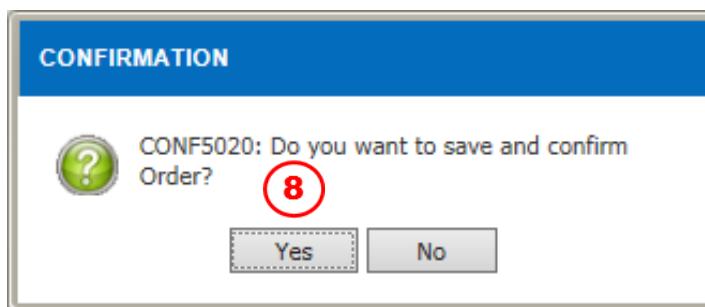 CONFIRMATION
CONF5020: Do you want to save and confirm
Order?
8
Yes No